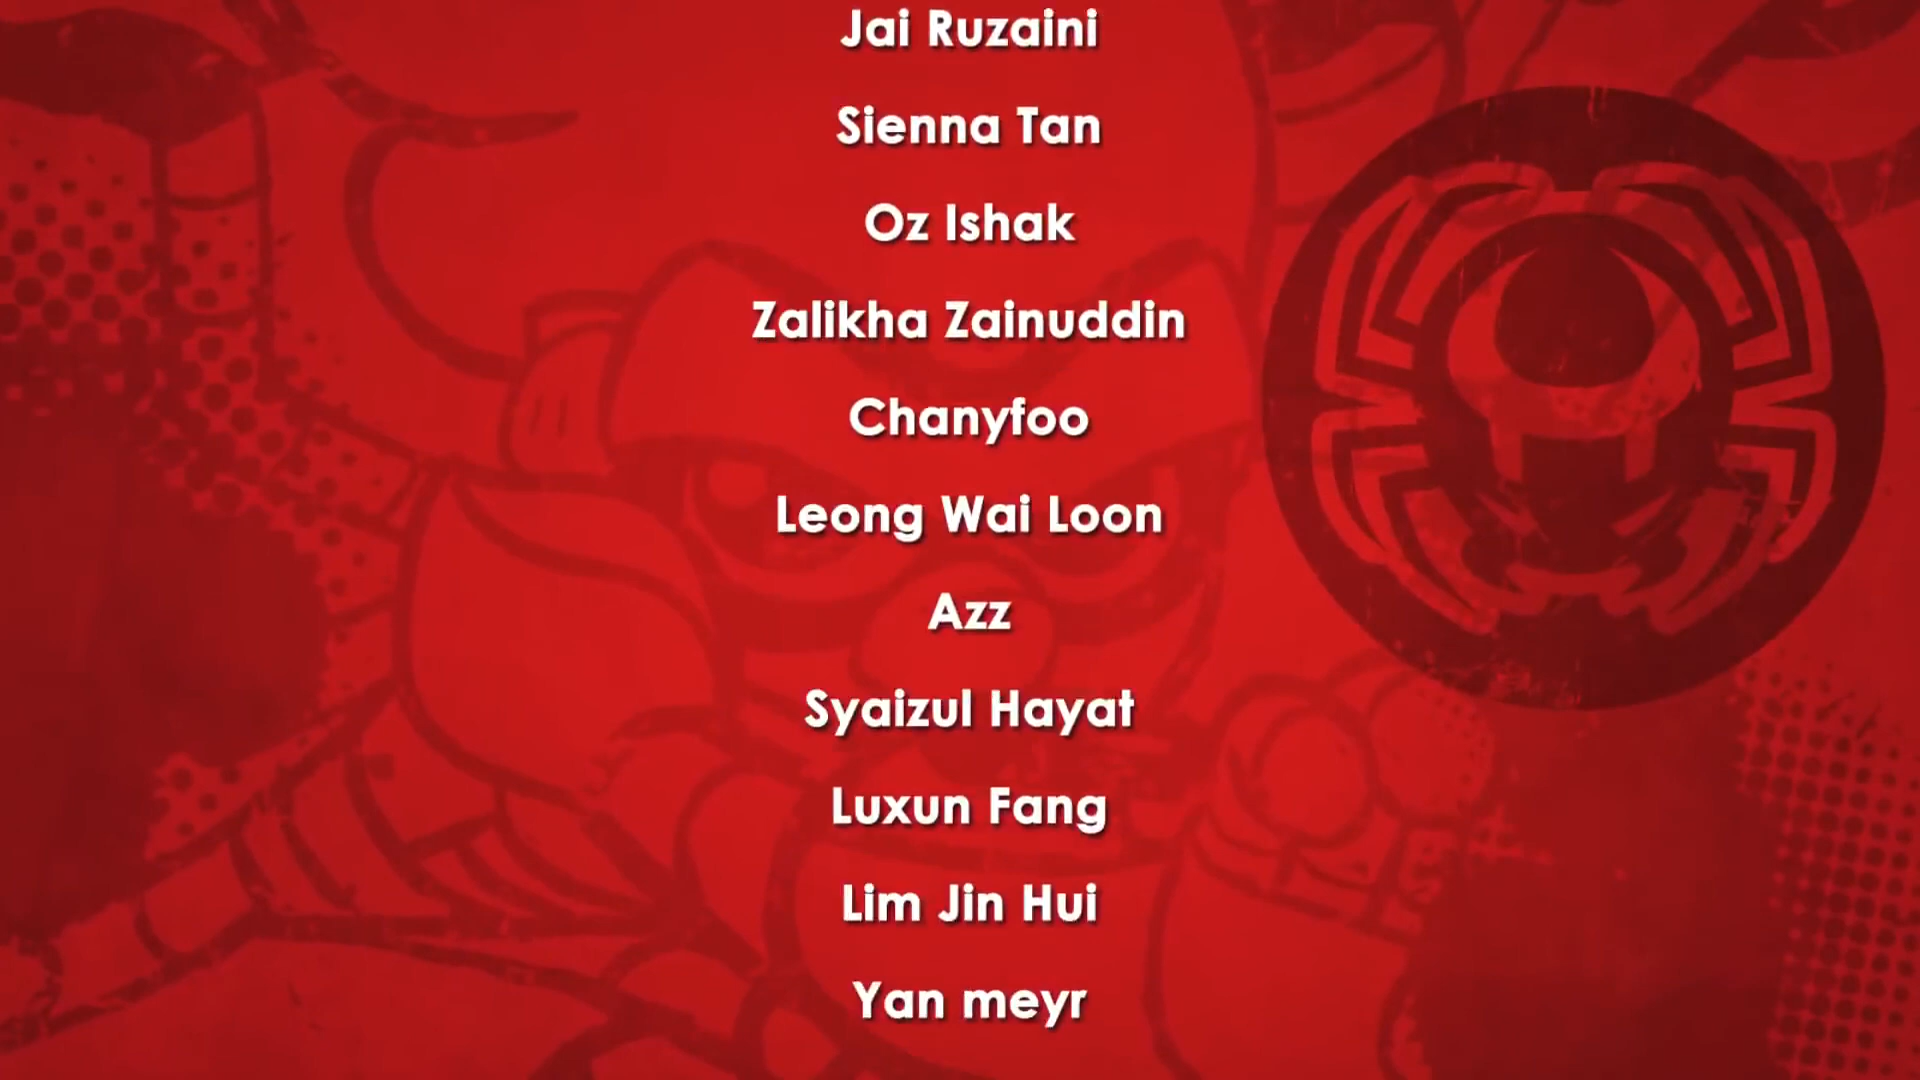 Jai Ruzaini
Sienna Tan
Oz Ishak
Zalikha Zainuddin
Chanyfoo
Leong Wai Loon
Azz
Syaizul Hayat
Luxun Fang
Lim Jin Hui
Yan meyr